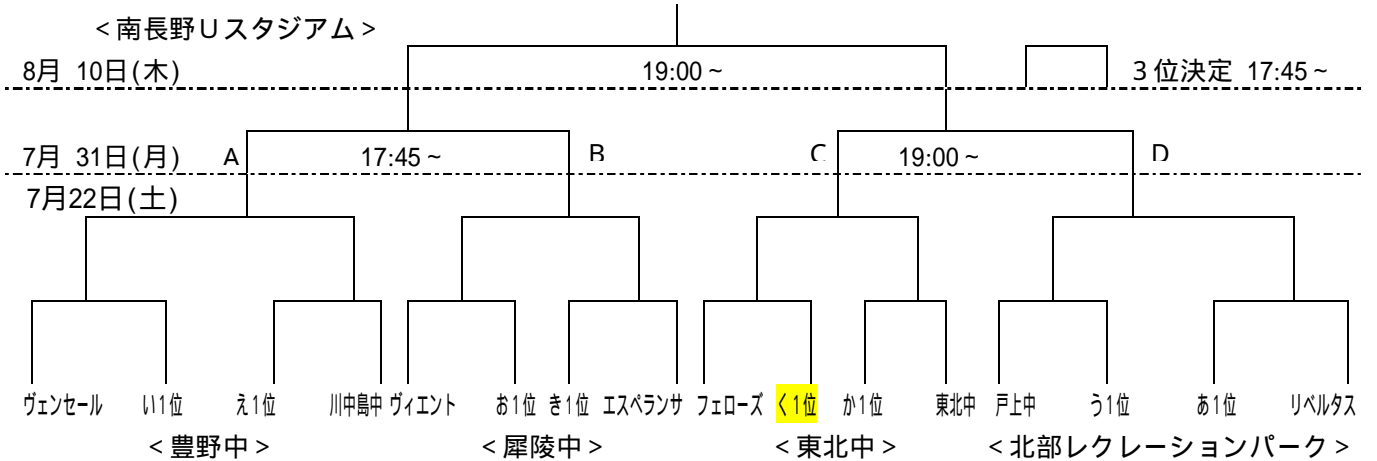 <南長野Uスタジアム>
8月 10日(木) 19:00~ 3位決定 17:45~
7月 31日(月) A 17:45~ B C 19:00~ D
7月22日(土)
ヴェンセール い1位 え1位 川中島中 ヴィエント お1位 き1位 エスペランサ フェローズ く1位 か1位 東北中 戸上中 う1位 あ1位 リベルタス
<豊野中> <犀陵中> <東北中> <北部レクレーションパーク>